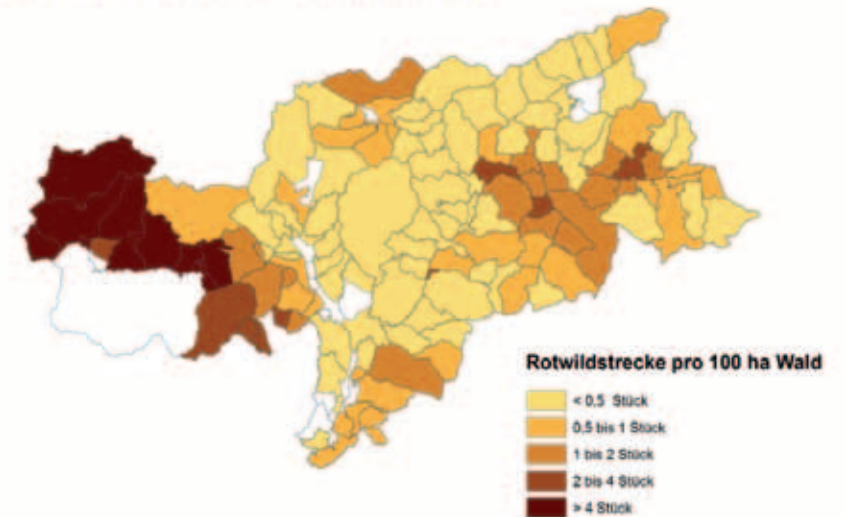 Rotwildstrecke pro 100 ha Wald
< 0,5 Stück
0,5 bis 1 Stück
1 bis 2 Stück
2 bis 4 Stück
> 4 Stück